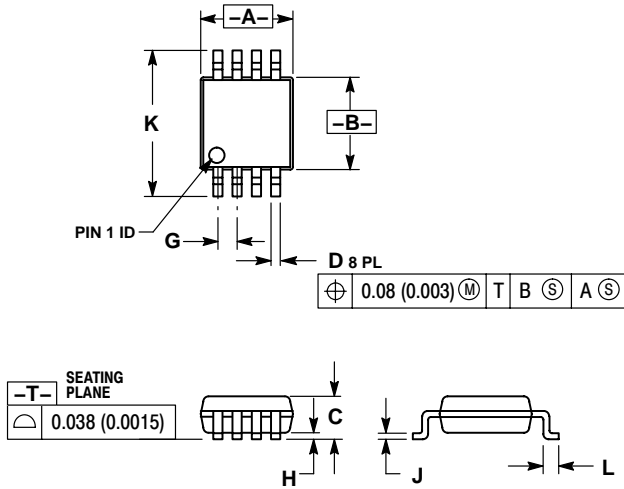 –A–
K
–B–
PIN 1 ID
G
D 8 PL
⌖ 0.08 (0.003) Ⓜ T B Ⓢ A Ⓢ
–T– SEATING
PLANE
⌓ 0.038 (0.0015)
C
H
J
L